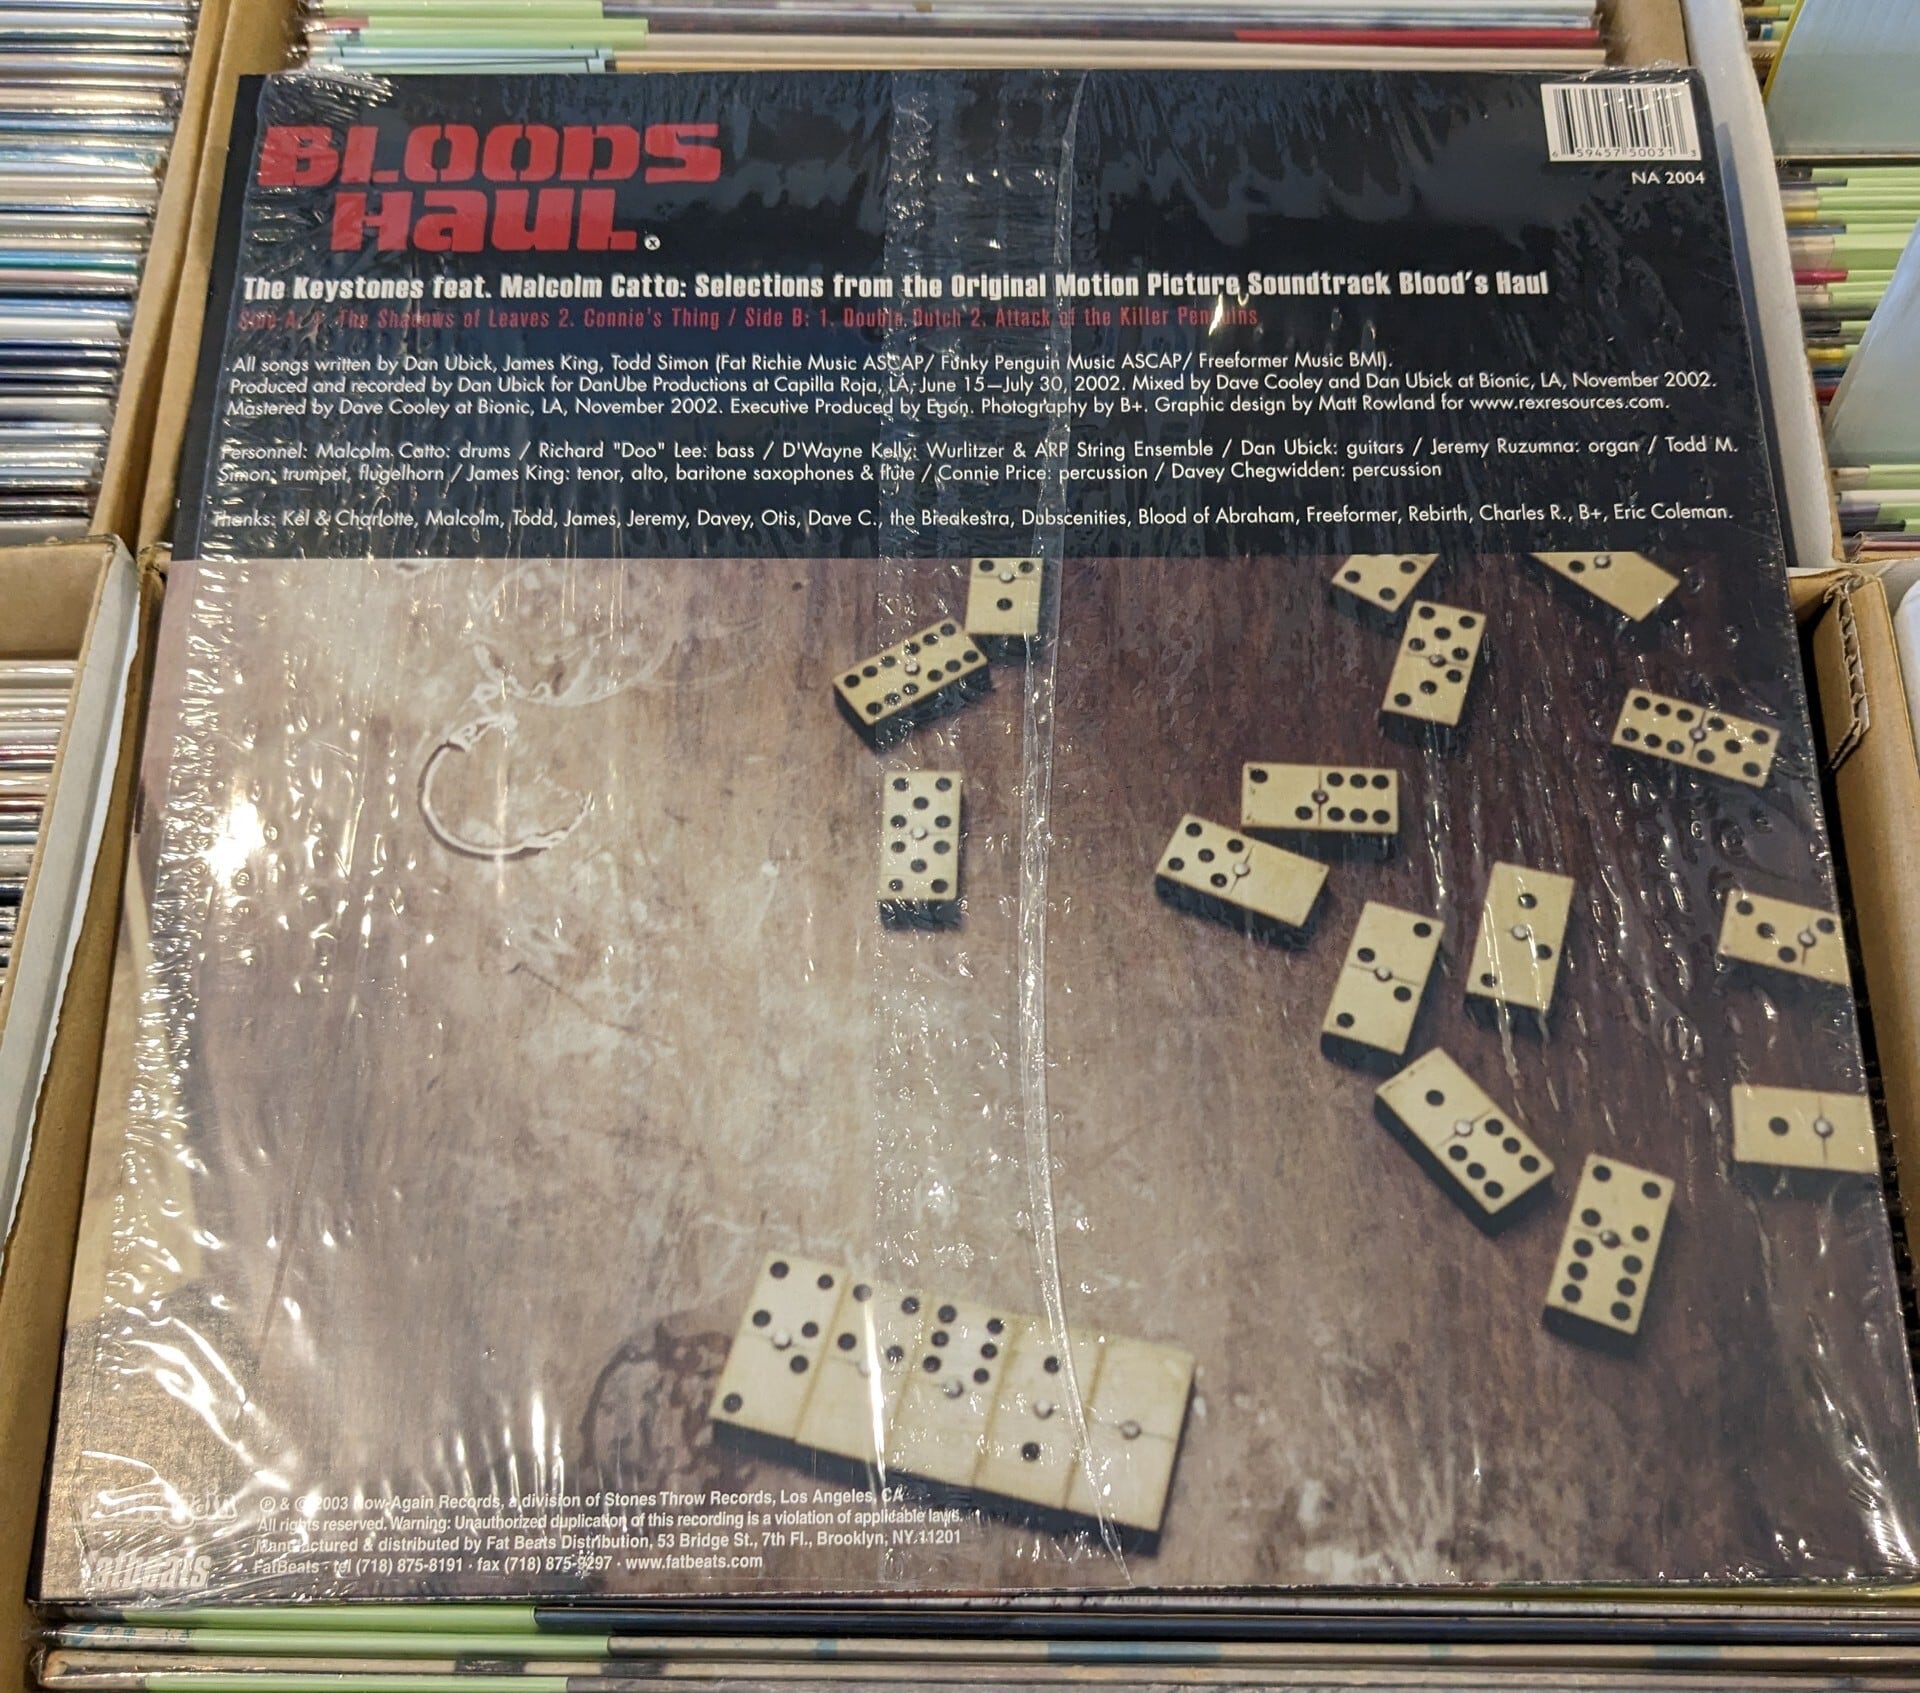 BLOODS
HAUL.
6 59457 50031 3
NA 2004
The Keystones feat. Malcolm Catto: Selections from the Original Motion Picture Soundtrack Blood's Haul
Side A: 1. The Shadows of Leaves 2. Connie's Thing / Side B: 1. Double Dutch 2. Attack of the Killer Penguins
All songs written by Dan Ubick, James King, Todd Simon (Fat Richie Music ASCAP/ Funky Penguin Music ASCAP/ Freeformer Music BMI).
Produced and recorded by Dan Ubick for DanUbe Productions at Capilla Roja, LA, June 15—July 30, 2002. Mixed by Dave Cooley and Dan Ubick at Bionic, LA, November 2002.
Mastered by Dave Cooley at Bionic, LA, November 2002. Executive Produced by Egon. Photography by B+. Graphic design by Matt Rowland for www.rexresources.com.
Personnel: Malcolm Catto: drums / Richard "Doo" Lee: bass / D'Wayne Kelly: Wurlitzer & ARP String Ensemble / Dan Ubick: guitars / Jeremy Ruzumna: organ / Todd M.
Simon: trumpet, flugelhorn / James King: tenor, alto, baritone saxophones & flute / Connie Price: percussion / Davey Chegwidden: percussion
Thanks: Kel & Charlotte, Malcolm, Todd, James, Jeremy, Davey, Otis, Dave C., the Breakestra, Dubscenities, Blood of Abraham, Freeformer, Rebirth, Charles R., B+, Eric Coleman.
℗ & © 2003 Now-Again Records, a division of Stones Throw Records, Los Angeles, CA
All rights reserved. Warning: Unauthorized duplication of this recording is a violation of applicable laws.
Manufactured & distributed by Fat Beats Distribution, 53 Bridge St., 7th Fl., Brooklyn, NY 11201
fatbeats
FatBeats · tel (718) 875-8191 · fax (718) 875-9297 · www.fatbeats.com